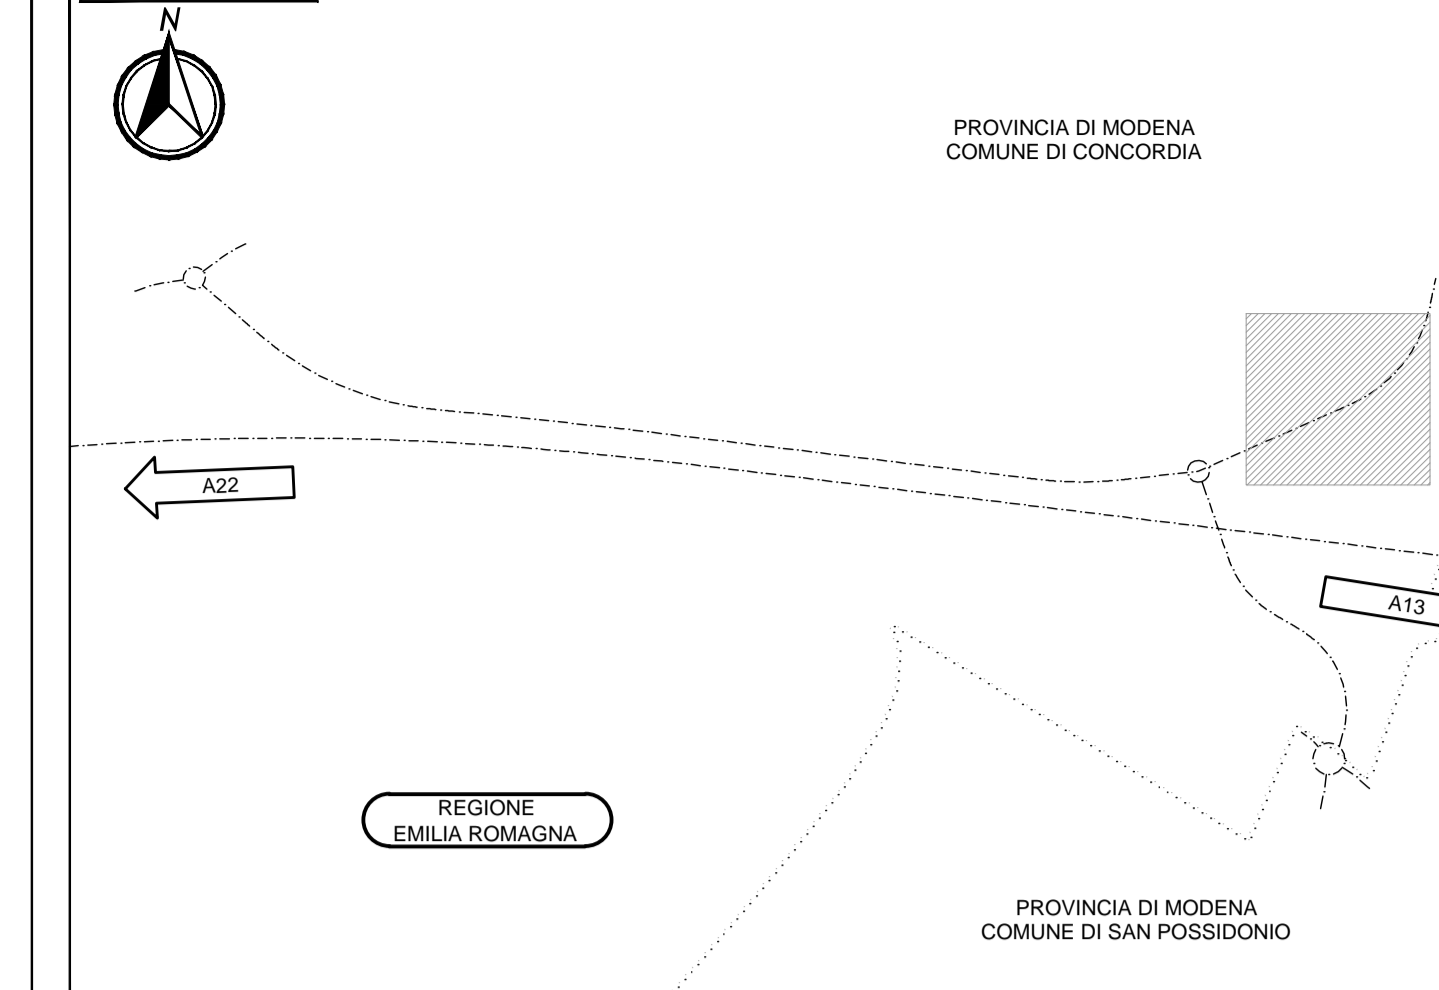 N
PROVINCIA DI MODENA
COMUNE DI CONCORDIA
A22
A13
REGIONE
EMILIA ROMAGNA
PROVINCIA DI MODENA
COMUNE DI SAN POSSIDONIO